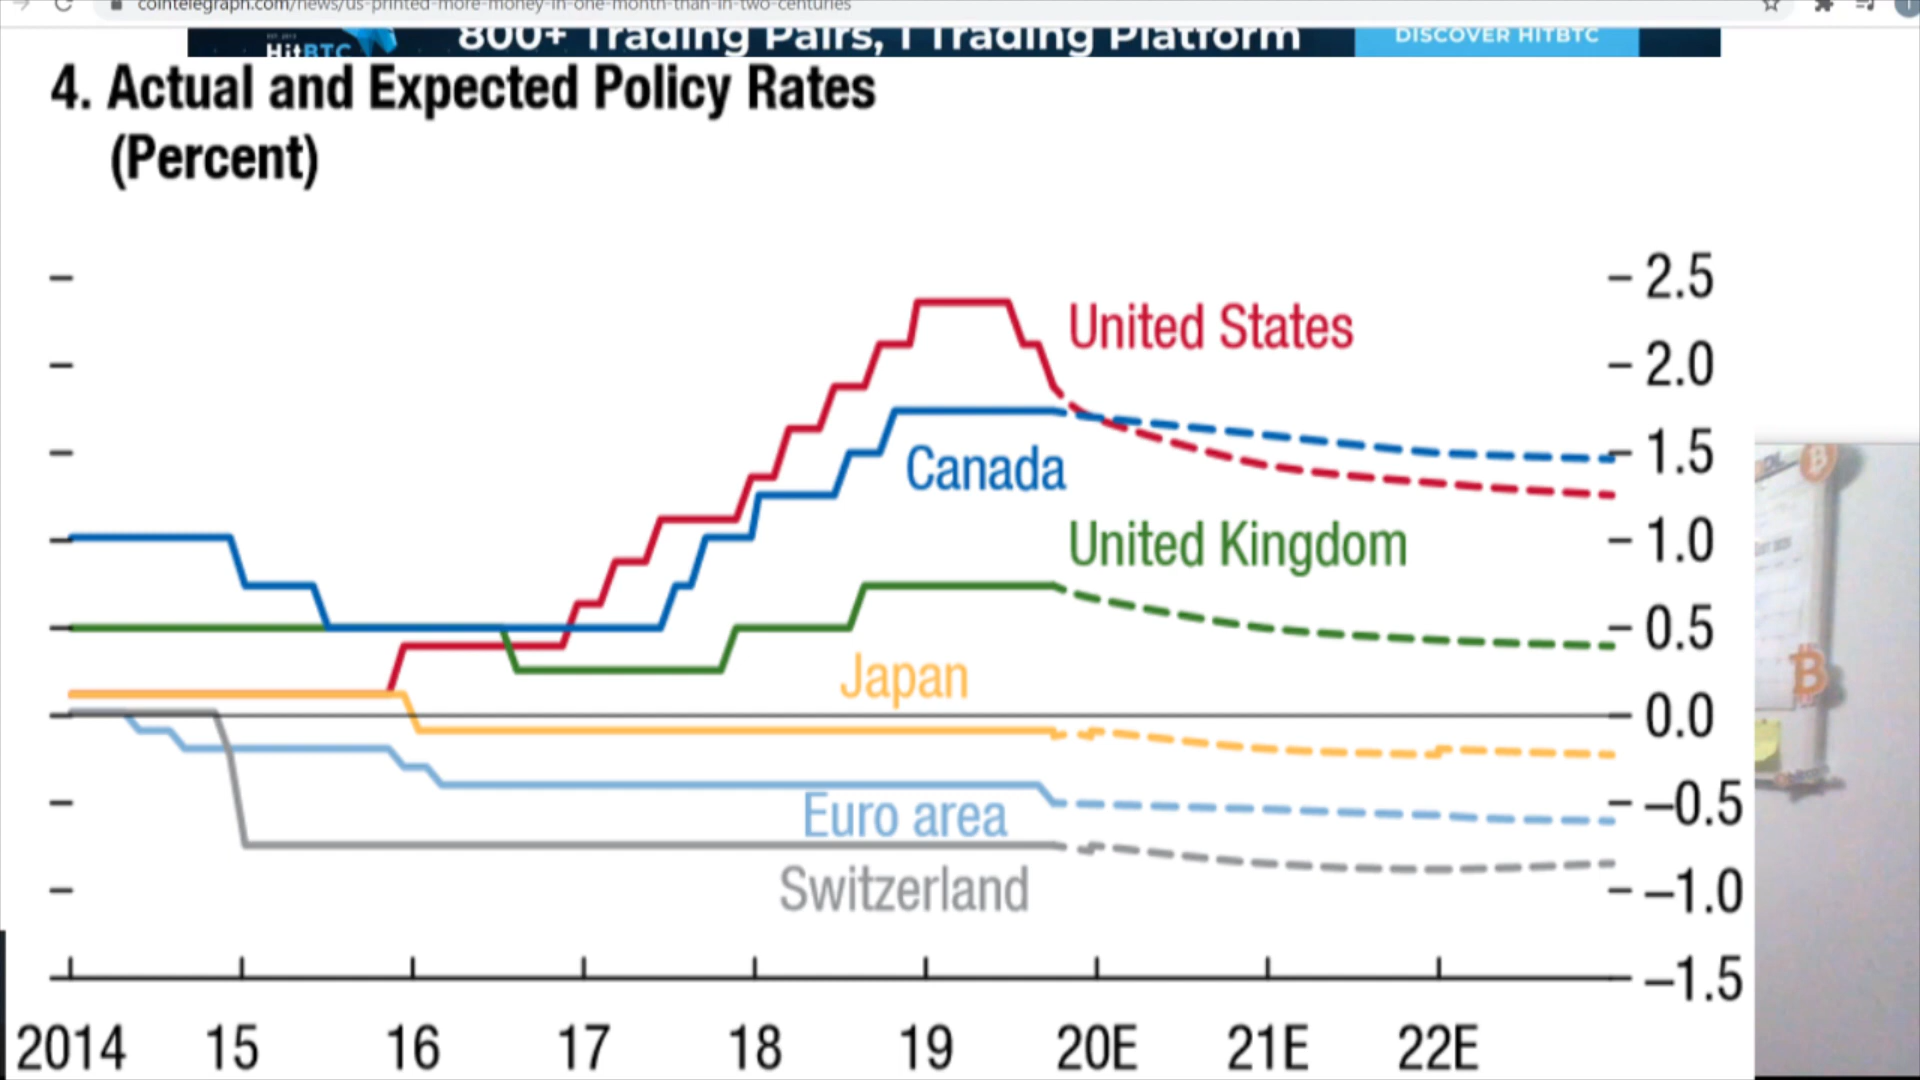 cointelegraph.com/news/us-printed-more-money-in-one-month-than-in-two-centuries
HitBTC
800+ Trading Pairs, 1 Trading Platform
DISCOVER HITBTC
4. Actual and Expected Policy Rates
(Percent)
2.5
United States
2.0
Canada
1.5
United Kingdom
1.0
0.5
Japan
0.0
Euro area
–0.5
Switzerland
–1.0
–1.5
2014 15 16 17 18 19 20E 21E 22E